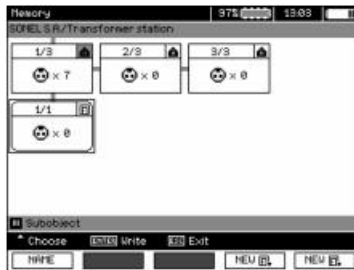 Memory 97% 13:03
SONEL SA/Transformer station
1/3 2/3 3/3
x 7 x 0 x 0
1/1
x 0
Subobject
Choose ENTER Write ESC Exit
NAME NEW NEW